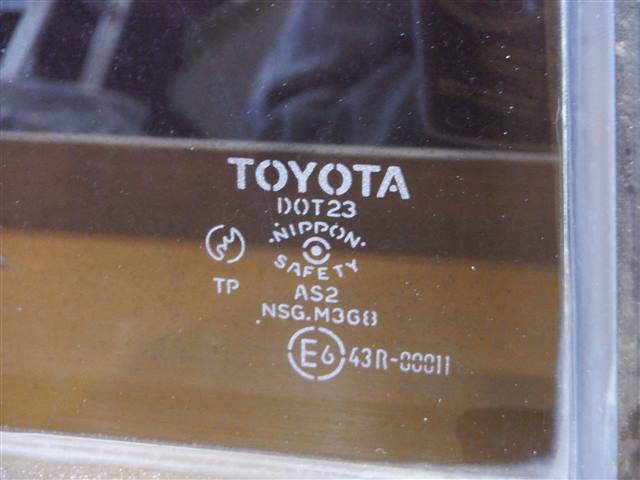 TOYOTA
DOT23
·NIPPON·
SAFETY
TP
AS2
NSG.M3G8
E6 43R-00011